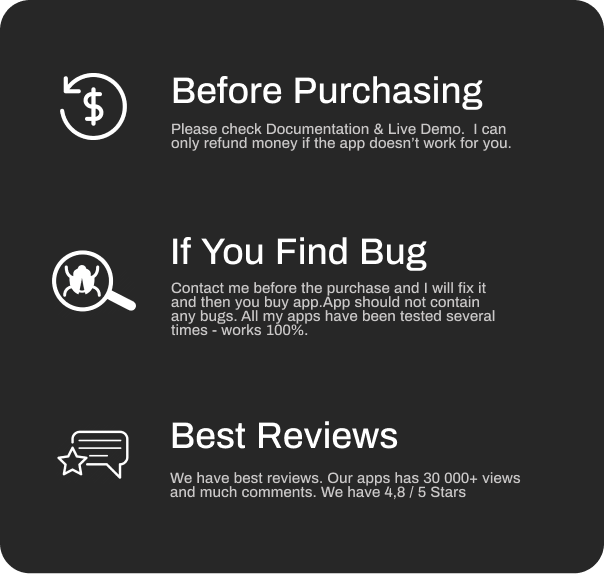 Before Purchasing
Please check Documentation & Live Demo.  I can
only refund money if the app doesn’t work for you.
If You Find Bug
Contact me before the purchase and I will fix it
and then you buy app.App should not contain
any bugs. All my apps have been tested several
times - works 100%.
Best Reviews
We have best reviews. Our apps has 30 000+ views
and much comments. We have 4,8 / 5 Stars